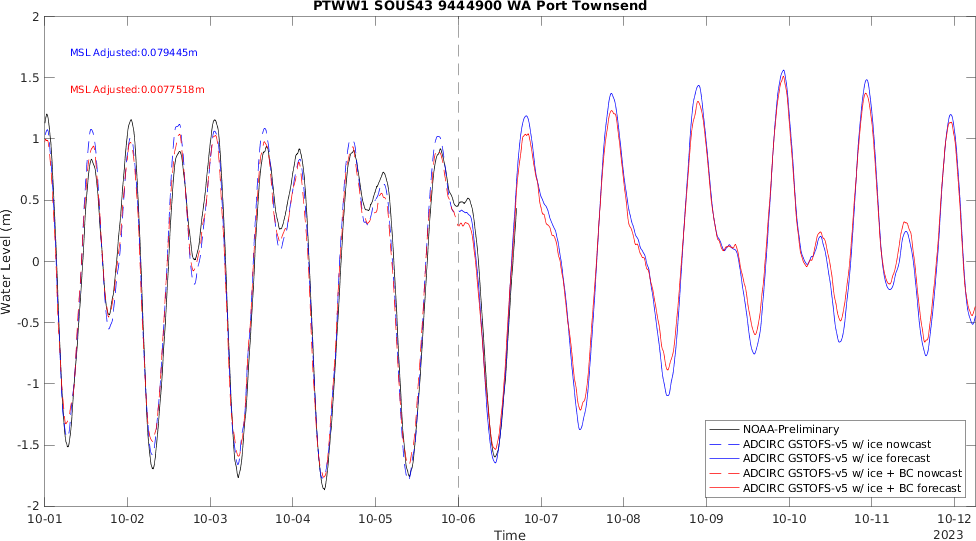 PTWW1 SOUS43 9444900 WA Port Townsend
MSL Adjusted:0.079445m
MSL Adjusted:0.0077518m
Water Level (m)
2
1.5
1
0.5
0
-0.5
-1
-1.5
-2
NOAA-Preliminary
ADCIRC GSTOFS-v5 w/ ice nowcast
ADCIRC GSTOFS-v5 w/ ice forecast
ADCIRC GSTOFS-v5 w/ ice + BC nowcast
ADCIRC GSTOFS-v5 w/ ice + BC forecast
10-01 10-02 10-03 10-04 10-05 10-06 10-07 10-08 10-09 10-10 10-11 10-12
Time
2023